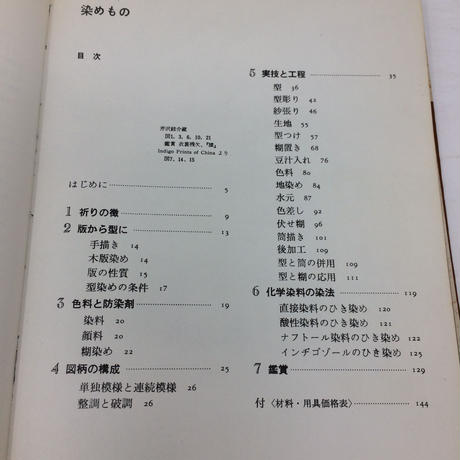 染めもの
目次
芹沢銈介蔵
図1. 3. 6. 10. 21
Indigo Prints of China より
図7. 14. 15
はじめに 5
1 祈りの徴 9
2 版から型に 13
手描き 14
木版染め 14
版の性質 15
型染めの条件 17
3 色料と防染剤 19
染料 20
顔料 20
糊染め 22
4 図柄の構成 25
単独模様と連続模様 26
整調と破調 26
5 実技と工程 35
型 36
型彫り 42
紗張り 46
生地 55
型つけ 57
糊置き 68
豆汁入れ 76
色料 80
地染め 84
水元 87
色差し 92
伏せ糊 96
筒描き 101
後加工 109
型と筒の併用 109
型と糊の応用 111
6 化学染料の染法 119
直接染料のひき染め 120
酸性染料のひき染め 121
ナフトール染料のひき染め 122
インヂゴゾールのひき染め 125
7 鑑賞 129
付〈材料・用具価格表〉 144